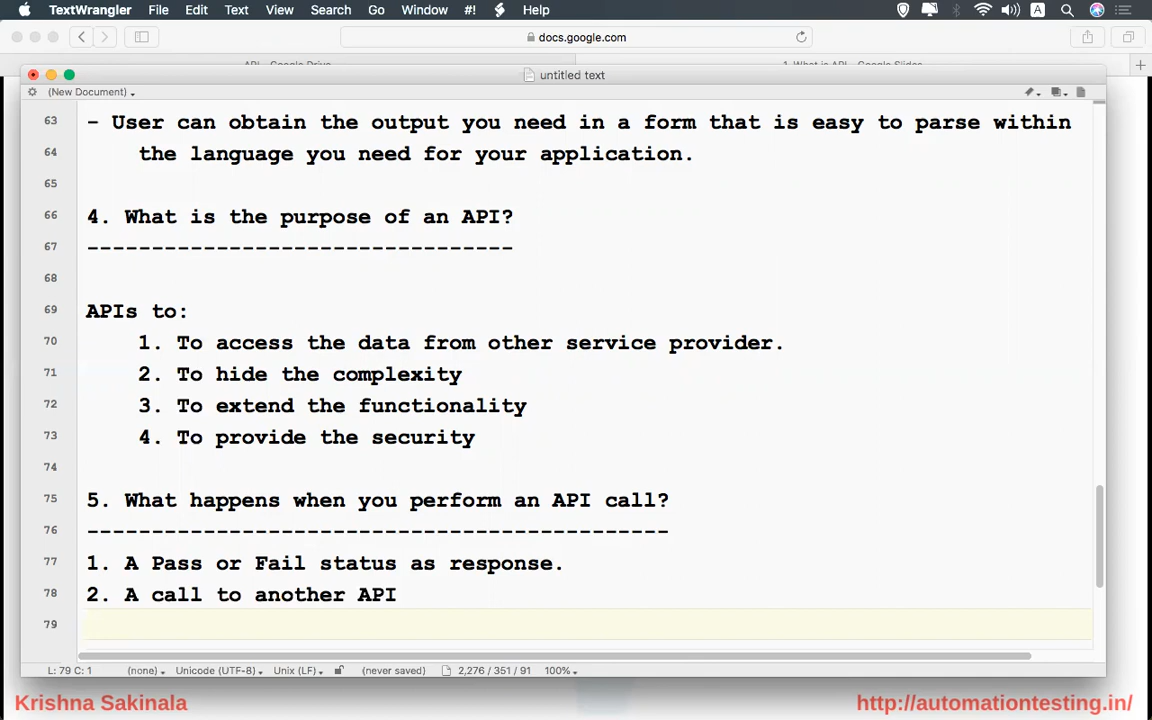 TextWrangler File Edit Text View Search Go Window #! Help A
docs.google.com
untitled text
(New Document)
63 - User can obtain the output you need in a form that is easy to parse within
64 the language you need for your application.
65
66 4. What is the purpose of an API?
67 ---------------------------------
68
69 APIs to:
70 1. To access the data from other service provider.
71 2. To hide the complexity
72 3. To extend the functionality
73 4. To provide the security
74
75 5. What happens when you perform an API call?
76 ---------------------------------------------
77 1. A Pass or Fail status as response.
78 2. A call to another API
79
L: 79 C: 1 (none) Unicode (UTF-8) Unix (LF) (never saved) 2,276 / 351 / 91 100%
Krishna Sakinala http://automationtesting.in/